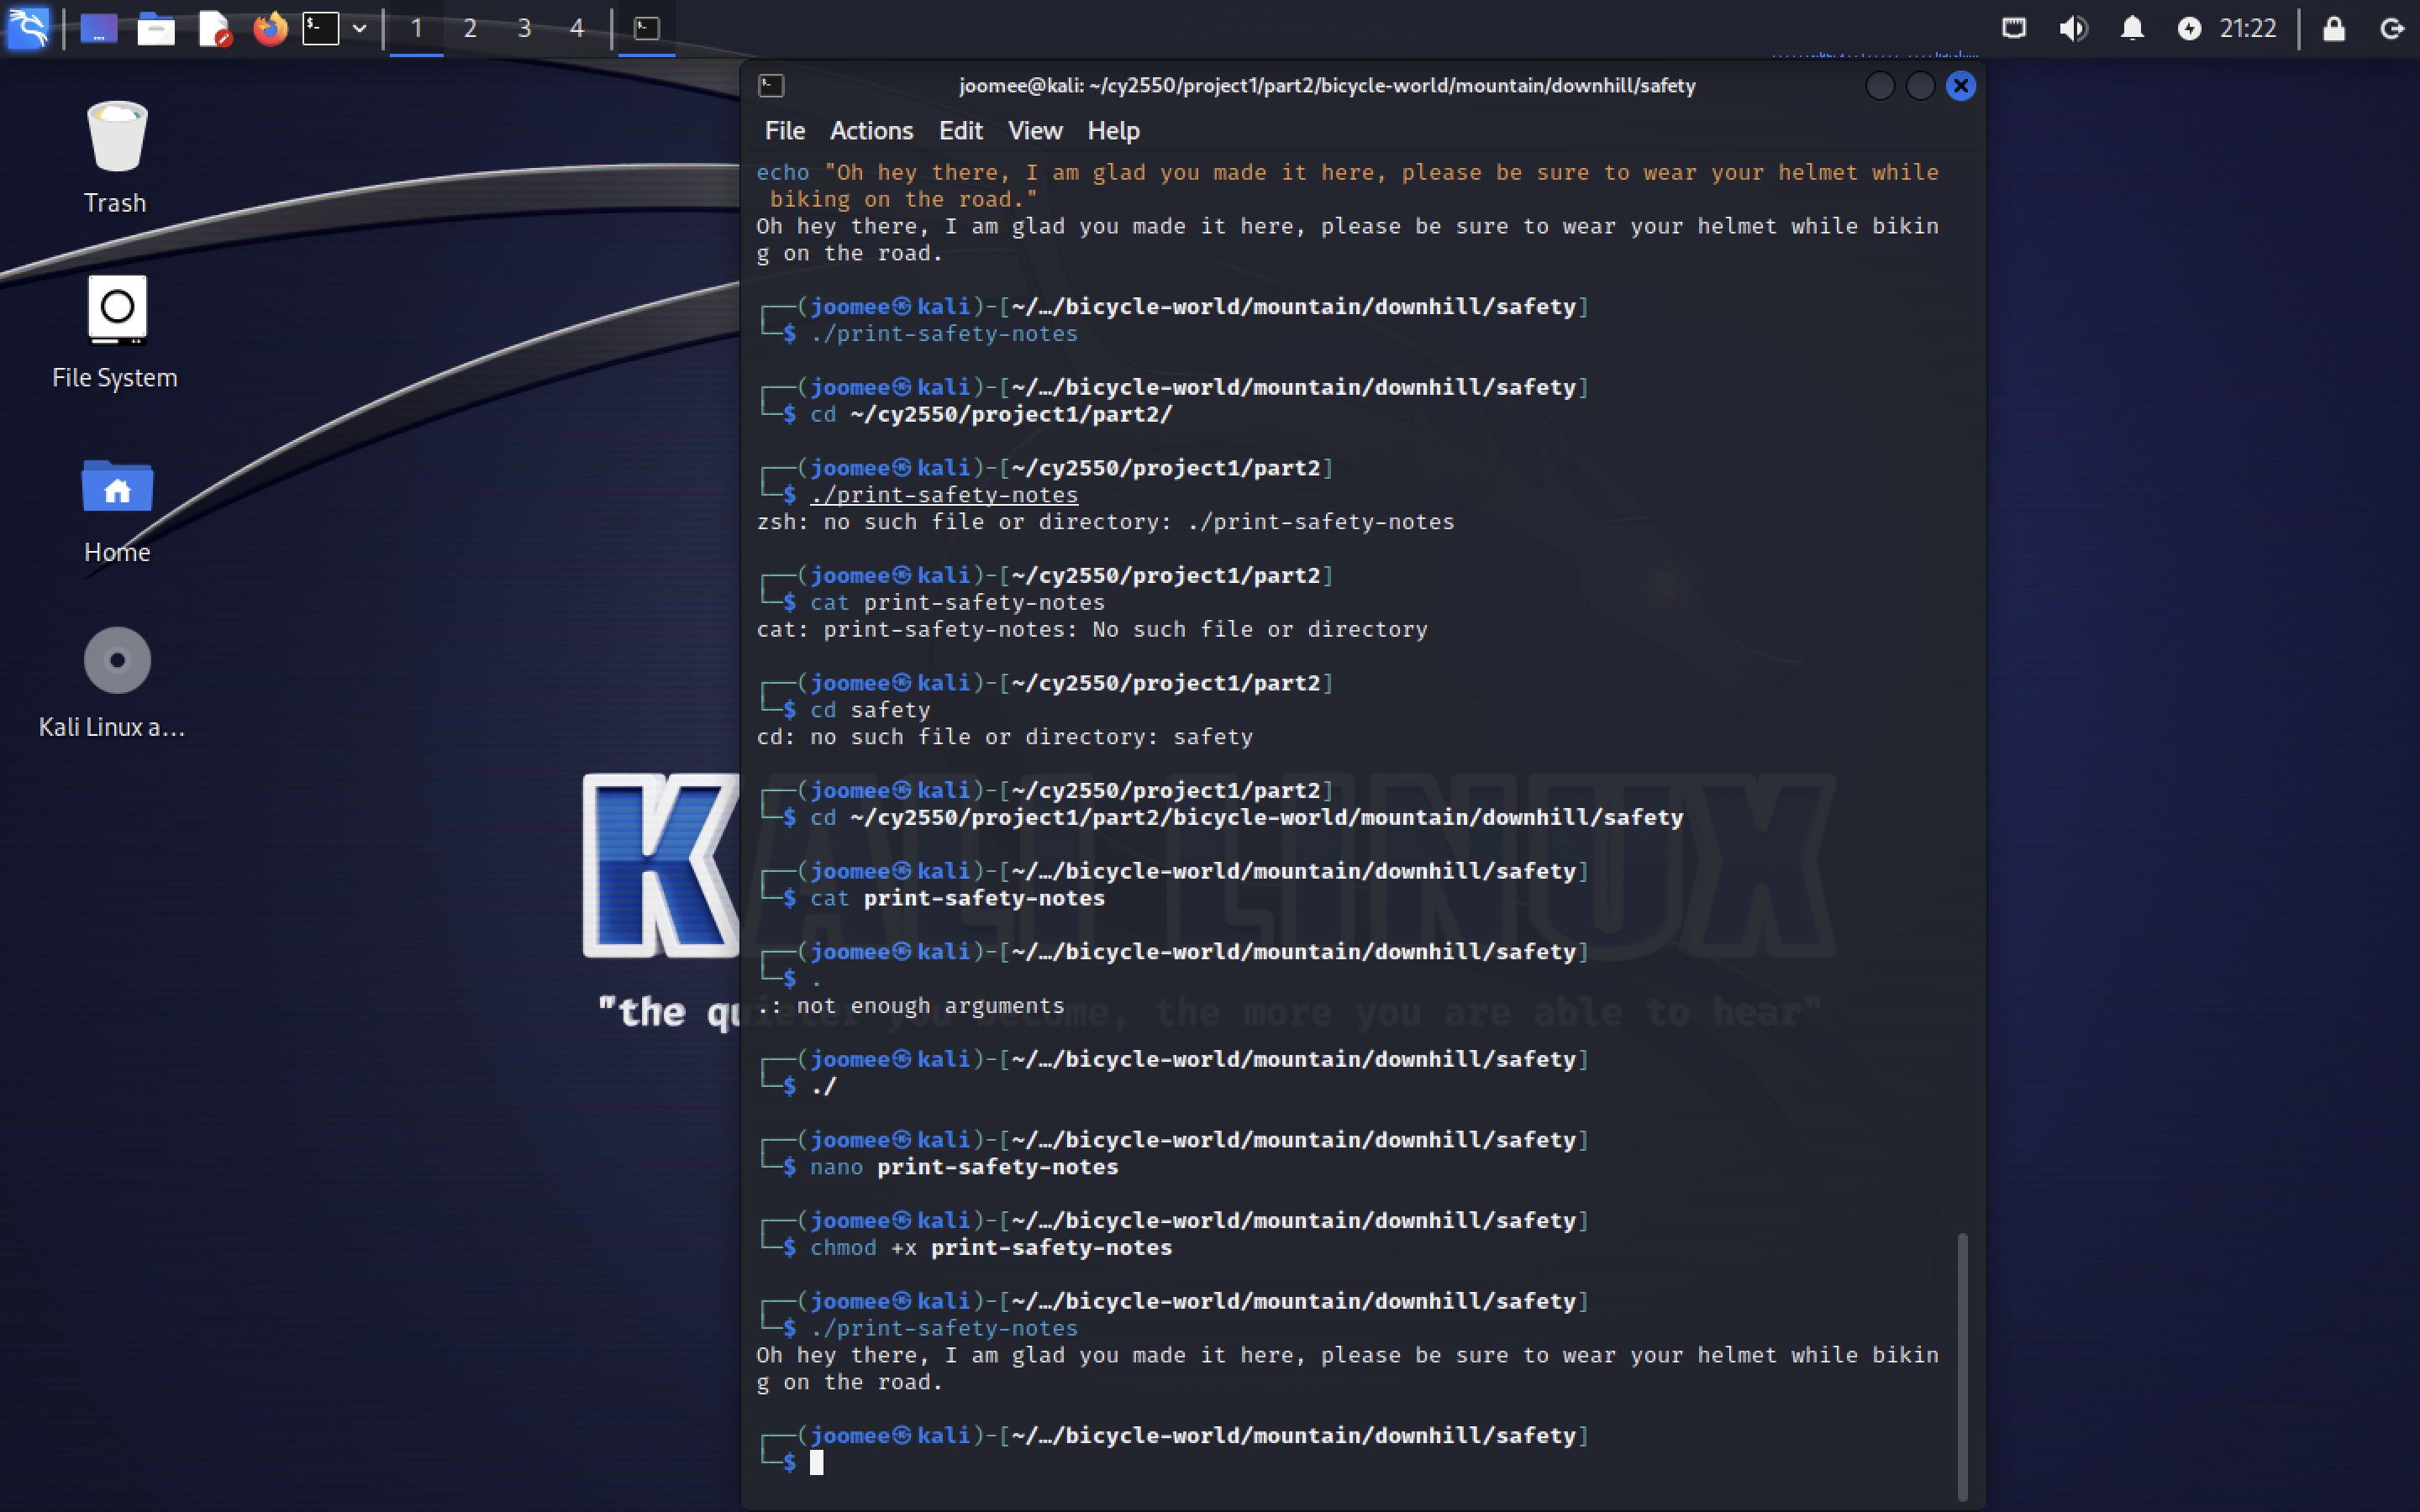 1 2 3 4 21:22
joomee@kali: ~/cy2550/project1/part2/bicycle-world/mountain/downhill/safety
File Actions Edit View Help
echo "Oh hey there, I am glad you made it here, please be sure to wear your helmet while
biking on the road."
Oh hey there, I am glad you made it here, please be sure to wear your helmet while bikin
g on the road.
┌──(joomee㉿kali)-[~/…/bicycle-world/mountain/downhill/safety]
└─$ ./print-safety-notes
┌──(joomee㉿kali)-[~/…/bicycle-world/mountain/downhill/safety]
└─$ cd ~/cy2550/project1/part2/
┌──(joomee㉿kali)-[~/cy2550/project1/part2]
└─$ ./print-safety-notes
zsh: no such file or directory: ./print-safety-notes
┌──(joomee㉿kali)-[~/cy2550/project1/part2]
└─$ cat print-safety-notes
cat: print-safety-notes: No such file or directory
┌──(joomee㉿kali)-[~/cy2550/project1/part2]
└─$ cd safety
cd: no such file or directory: safety
┌──(joomee㉿kali)-[~/cy2550/project1/part2]
└─$ cd ~/cy2550/project1/part2/bicycle-world/mountain/downhill/safety
┌──(joomee㉿kali)-[~/…/bicycle-world/mountain/downhill/safety]
└─$ cat print-safety-notes
┌──(joomee㉿kali)-[~/…/bicycle-world/mountain/downhill/safety]
└─$ .
.: not enough arguments
┌──(joomee㉿kali)-[~/…/bicycle-world/mountain/downhill/safety]
└─$ ./
┌──(joomee㉿kali)-[~/…/bicycle-world/mountain/downhill/safety]
└─$ nano print-safety-notes
┌──(joomee㉿kali)-[~/…/bicycle-world/mountain/downhill/safety]
└─$ chmod +x print-safety-notes
┌──(joomee㉿kali)-[~/…/bicycle-world/mountain/downhill/safety]
└─$ ./print-safety-notes
Oh hey there, I am glad you made it here, please be sure to wear your helmet while bikin
g on the road.
┌──(joomee㉿kali)-[~/…/bicycle-world/mountain/downhill/safety]
└─$
Trash
File System
Home
Kali Linux a…
KALI LINUX
"the quieter you become, the more you are able to hear"